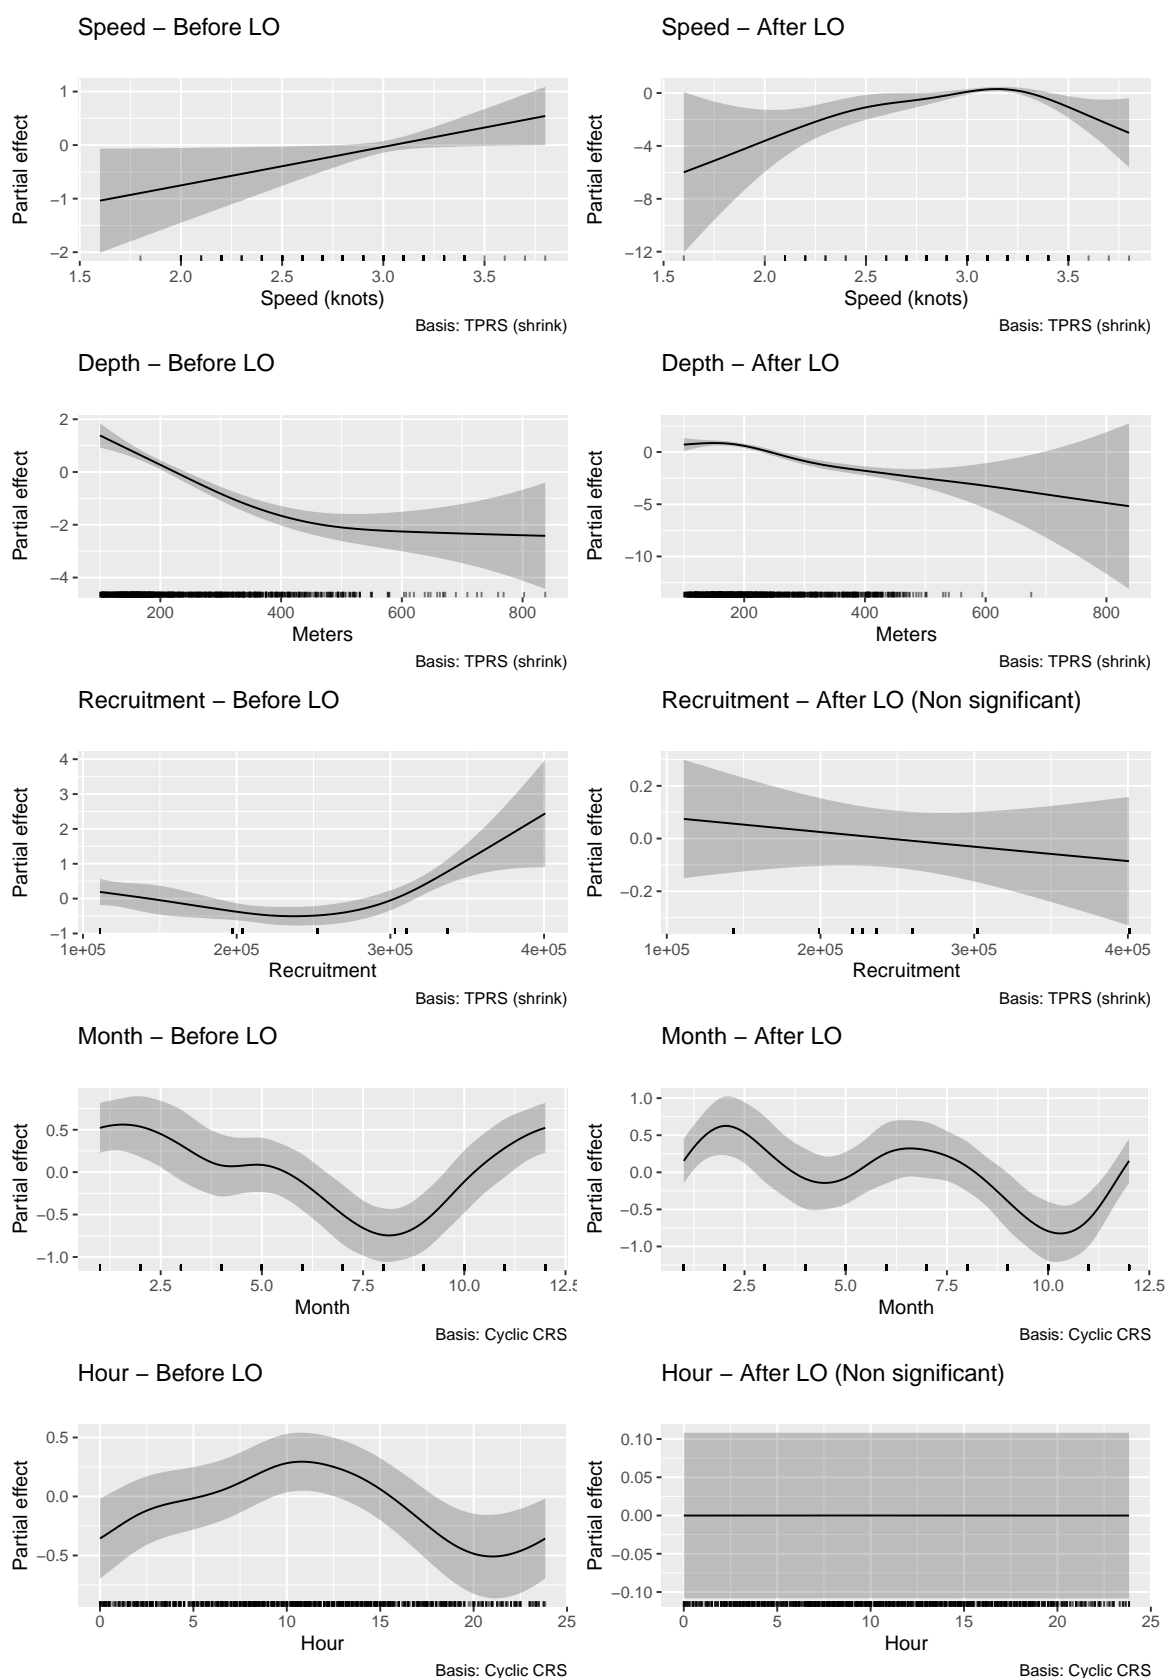 Speed – Before LO
Partial effect
1
0
−1
−2
1.5 2.0 2.5 3.0 3.5
Speed (knots)
Basis: TPRS (shrink)
Speed – After LO
Partial effect
0
−4
−8
−12
1.5 2.0 2.5 3.0 3.5
Speed (knots)
Basis: TPRS (shrink)
Depth – Before LO
Partial effect
2
0
−2
−4
200 400 600 800
Meters
Basis: TPRS (shrink)
Depth – After LO
Partial effect
0
−5
−10
200 400 600 800
Meters
Basis: TPRS (shrink)
Recruitment – Before LO
Partial effect
4
3
2
1
0
−1
1e+05 2e+05 3e+05 4e+05
Recruitment
Basis: TPRS (shrink)
Recruitment – After LO (Non significant)
Partial effect
0.2
0.0
−0.2
1e+05 2e+05 3e+05 4e+05
Recruitment
Basis: TPRS (shrink)
Month – Before LO
Partial effect
0.5
0.0
−0.5
−1.0
2.5 5.0 7.5 10.0 12.5
Month
Basis: Cyclic CRS
Month – After LO
Partial effect
1.0
0.5
0.0
−0.5
−1.0
2.5 5.0 7.5 10.0 12.5
Month
Basis: Cyclic CRS
Hour – Before LO
Partial effect
0.5
0.0
−0.5
0 5 10 15 20 25
Hour
Basis: Cyclic CRS
Hour – After LO (Non significant)
Partial effect
0.10
0.05
0.00
−0.05
−0.10
0 5 10 15 20 25
Hour
Basis: Cyclic CRS